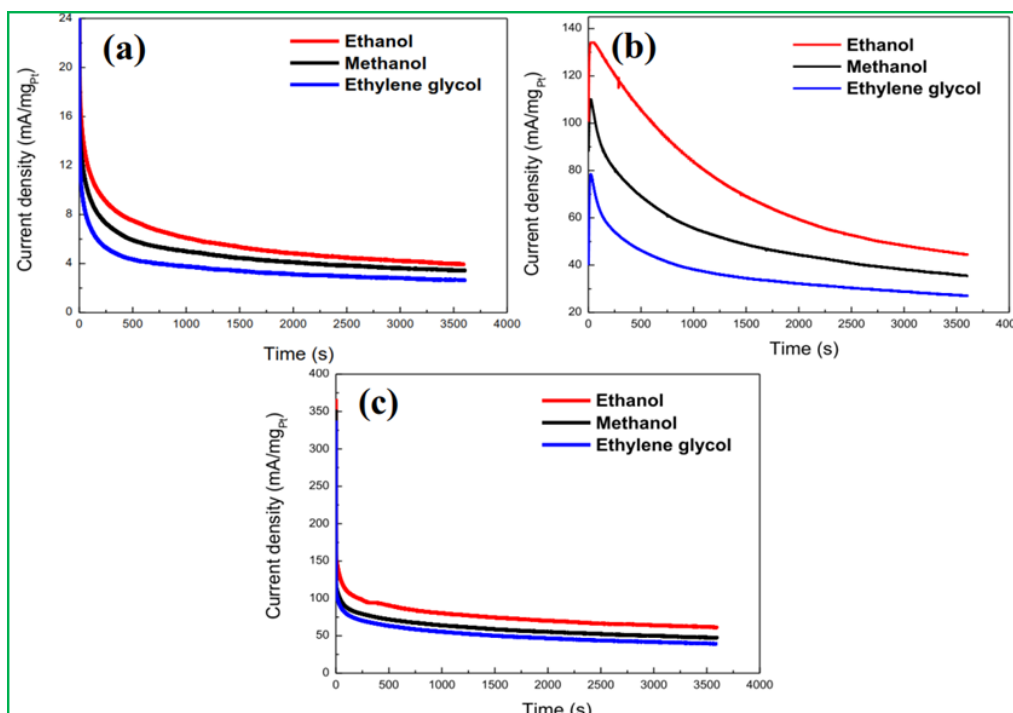 (a)
Ethanol
Methanol
Ethylene glycol
Current density (mA/mgPt)
24
20
16
12
8
4
0
0 500 1000 1500 2000 2500 3000 3500 4000
Time (s)
(b)
Ethanol
Methanol
Ethylene glycol
Current density (mA/mgPt)
140
120
100
80
60
40
20
0 500 1000 1500 2000 2500 3000 3500 400
Time (s)
(c)
Ethanol
Methanol
Ethylene glycol
Current density (mA/mgPt)
400
350
300
250
200
150
100
50
0
0 500 1000 1500 2000 2500 3000 3500 4000
Time (s)